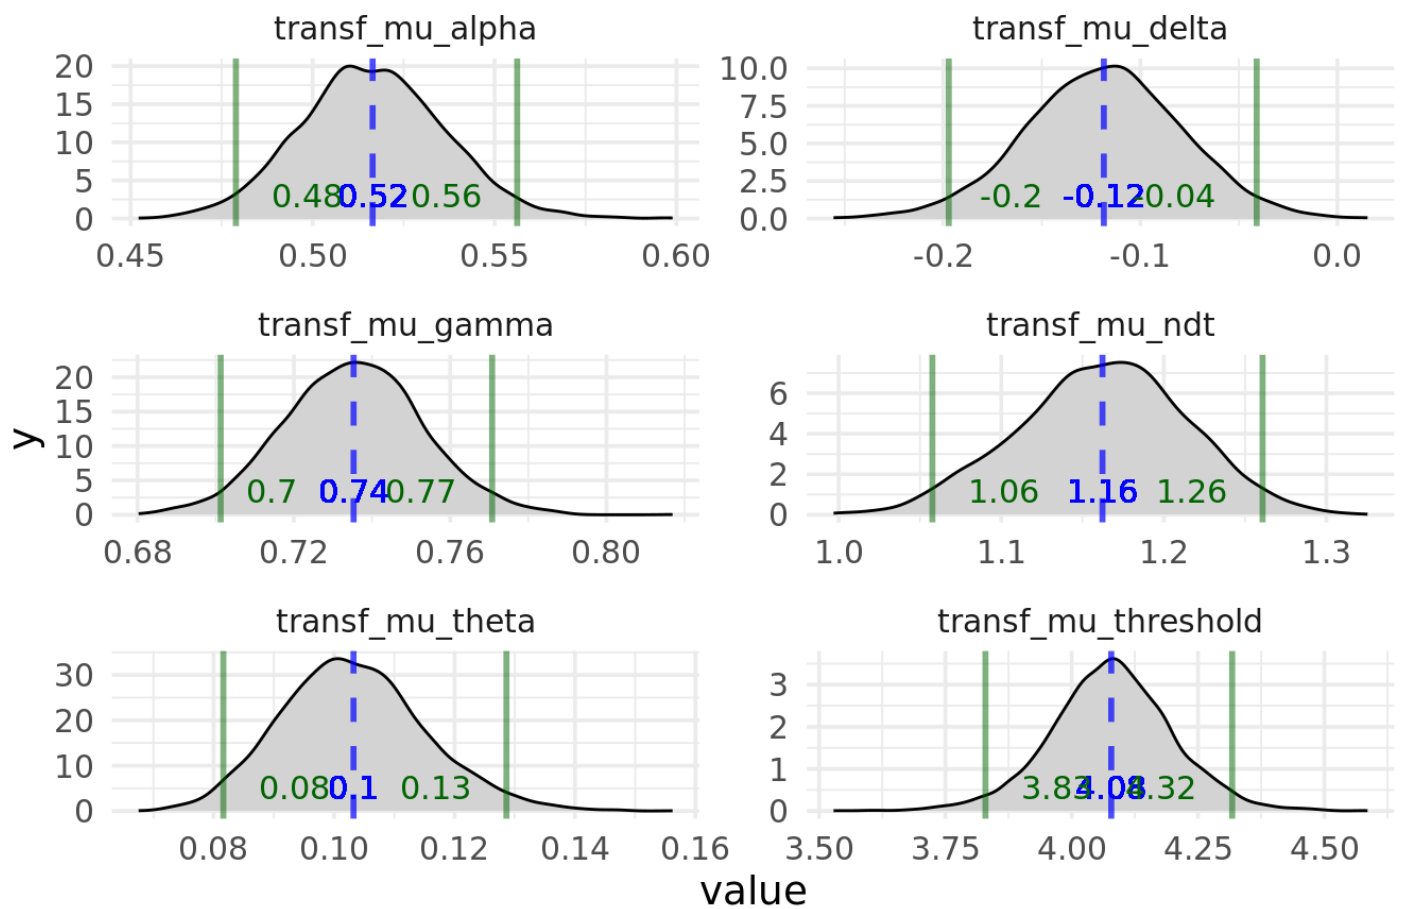 transf_mu_alpha
20
15
10
5
0
0.48 0.52 0.56
0.45 0.50 0.55 0.60
transf_mu_delta
10.0
7.5
5.0
2.5
0.0
-0.2 -0.12 -0.04
-0.2 -0.1 0.0
transf_mu_gamma
20
15
10
5
0
0.7 0.74 0.77
0.68 0.72 0.76 0.80
transf_mu_ndt
6
4
2
0
1.06 1.16 1.26
1.0 1.1 1.2 1.3
transf_mu_theta
30
20
10
0
0.08 0.1 0.13
0.08 0.10 0.12 0.14 0.16
transf_mu_threshold
3
2
1
0
3.83 4.08 4.32
3.50 3.75 4.00 4.25 4.50
y
value